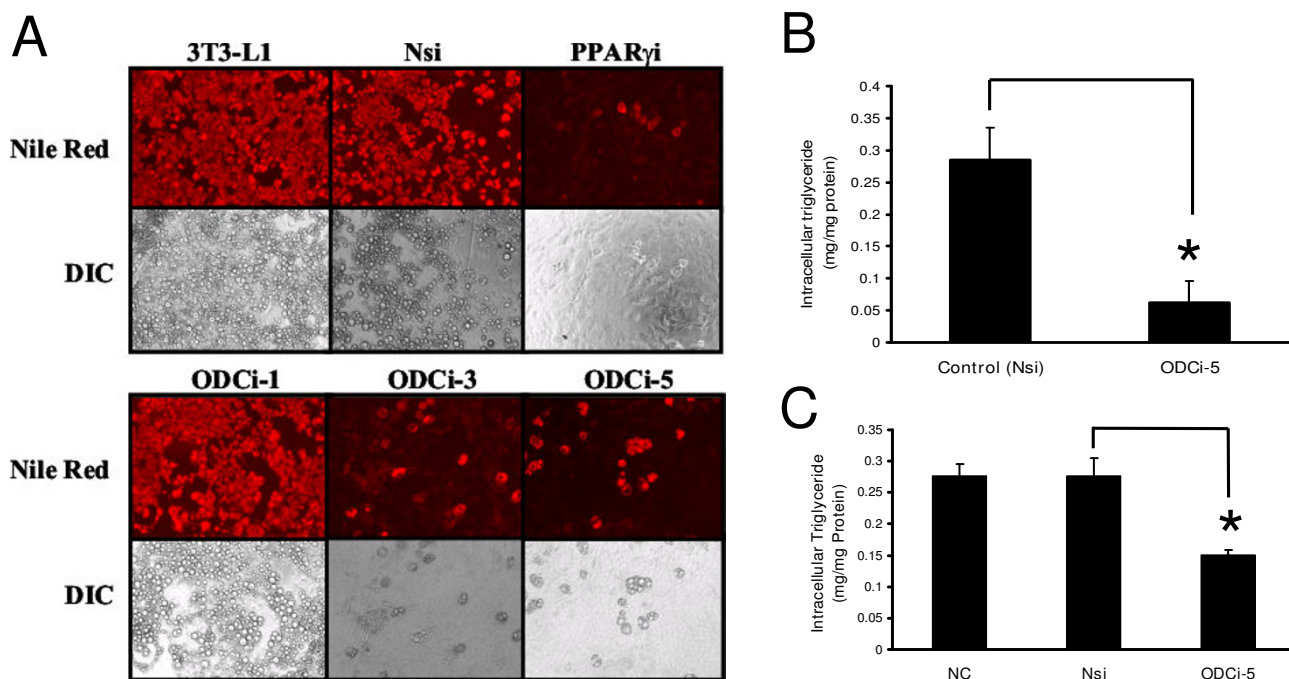 A
3T3-L1 Nsi PPARγi
Nile Red
DIC
ODCi-1 ODCi-3 ODCi-5
Nile Red
DIC
B
Intracellular triglyceride
(mg/mg protein)
0.4
0.35
0.3
0.25
0.2
0.15
0.1
0.05
0
*
Control (Nsi) ODCi-5
C
Intracellular Triglyceride
(mg/mg Protein)
0.35
0.3
0.25
0.2
0.15
0.1
0.05
0
*
NC Nsi ODCi-5